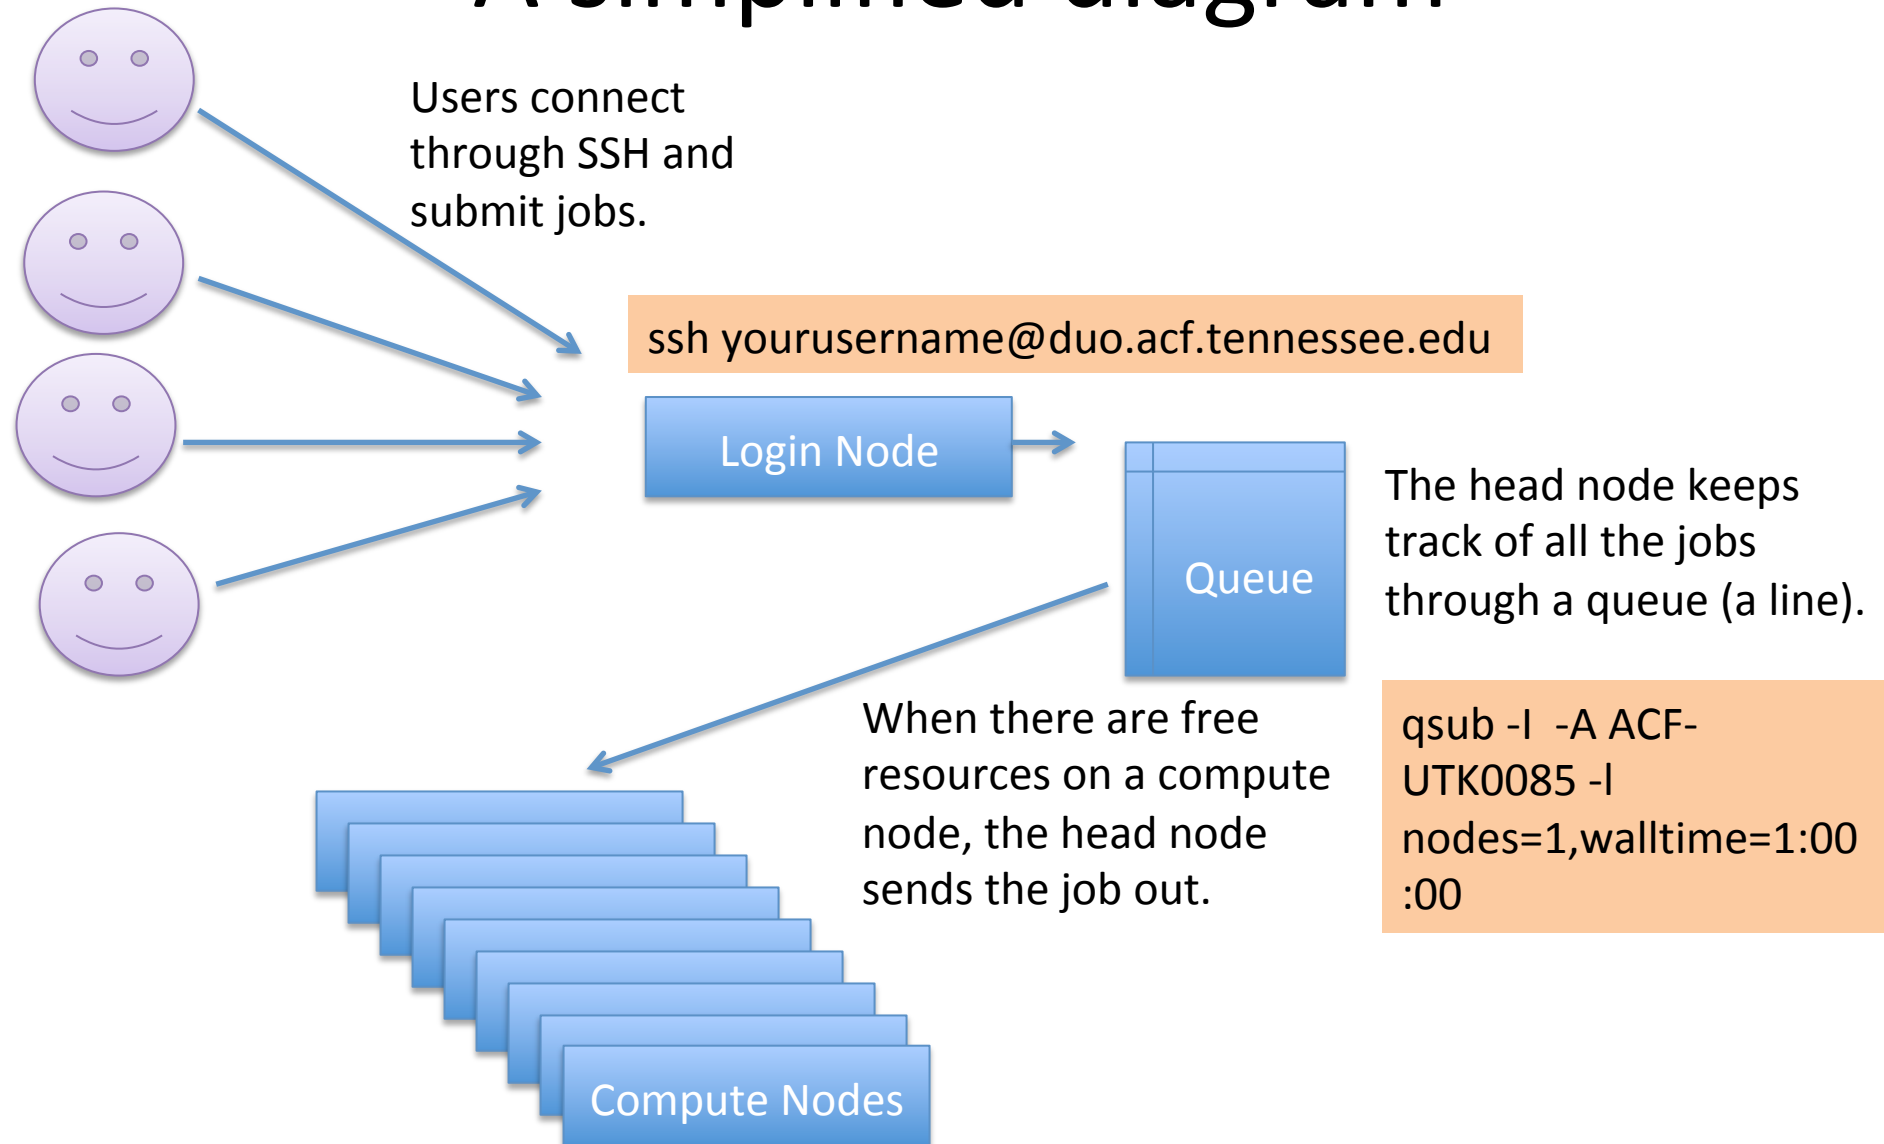 A simplified diagram
Users connect
through SSH and
submit jobs.
ssh yourusername@duo.acf.tennessee.edu
Login Node
Queue
The head node keeps
track of all the jobs
through a queue (a line).
When there are free
resources on a compute
node, the head node
sends the job out.
qsub -I  -A ACF-
UTK0085 -l
nodes=1,walltime=1:00
:00
Compute Nodes